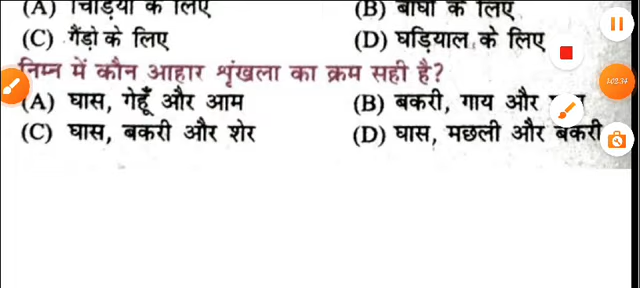 (A) चिड़ियों के लिए (B) बाघों के लिए
(C) गैंड़ो के लिए (D) घड़ियाल के लिए
निम्न में कौन आहार शृंखला का क्रम सही है?
(A) घास, गेहूँ और आम (B) बकरी, गाय और
(C) घास, बकरी और शेर (D) घास, मछली और बकरी